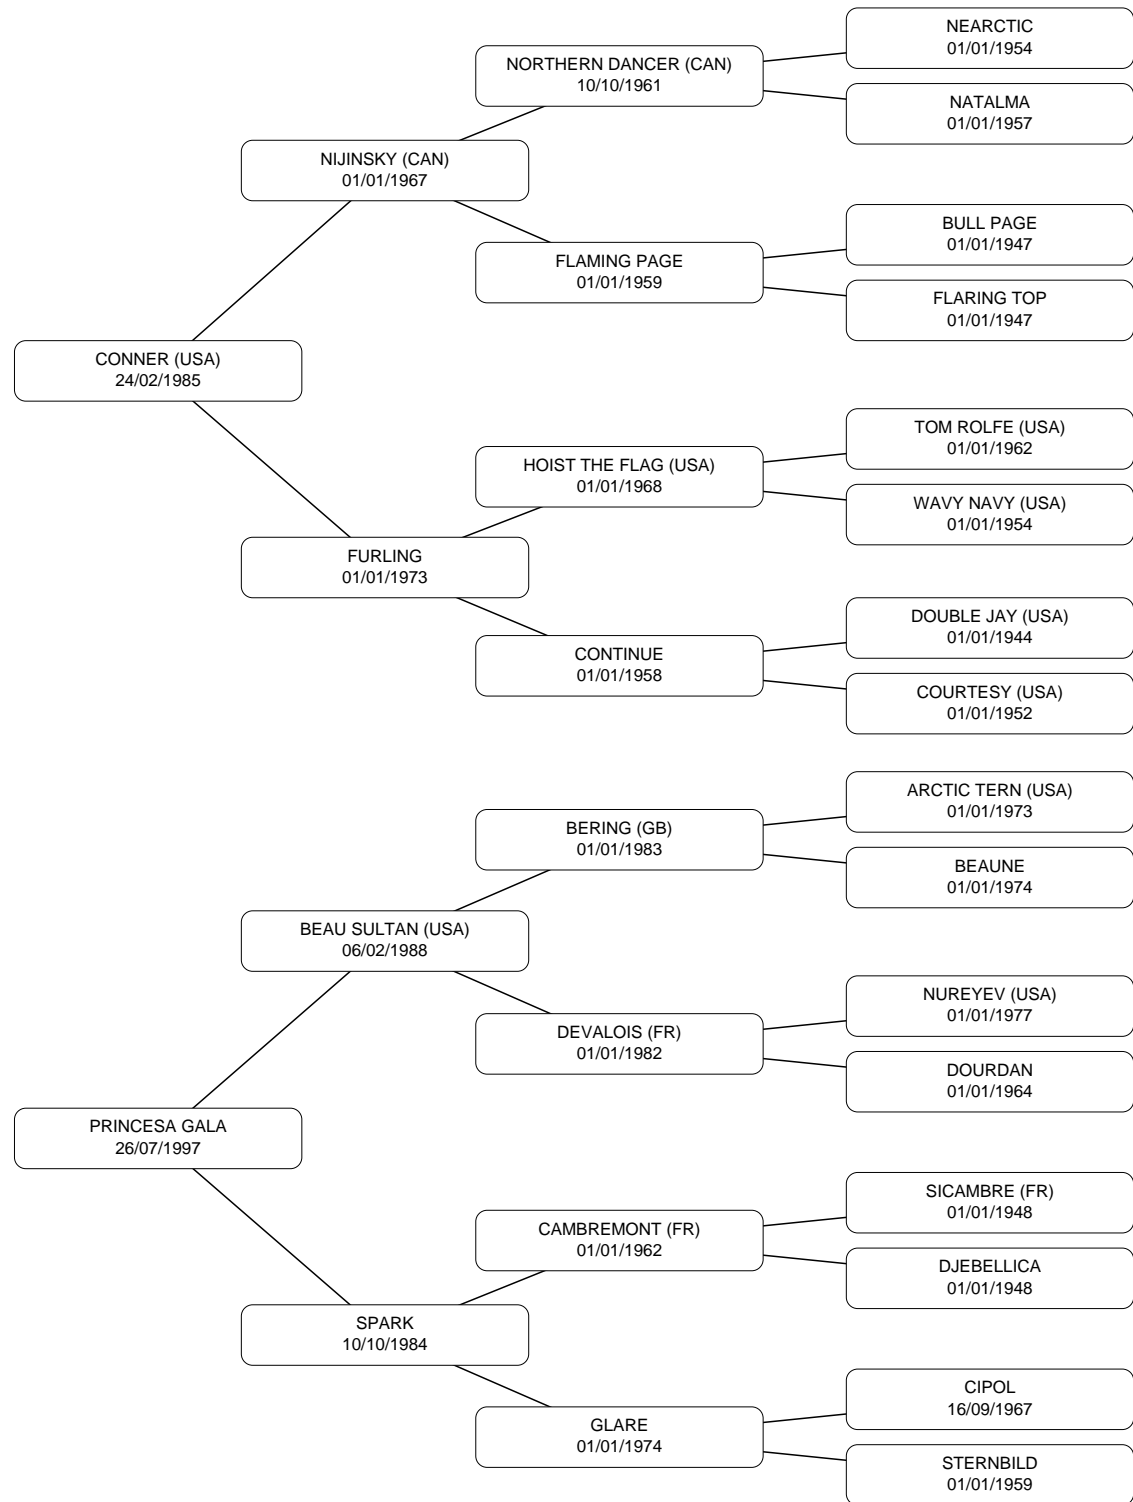 NEARCTIC
01/01/1954
NORTHERN DANCER (CAN)
10/10/1961
NATALMA
01/01/1957
NIJINSKY (CAN)
01/01/1967
BULL PAGE
01/01/1947
FLAMING PAGE
01/01/1959
FLARING TOP
01/01/1947
CONNER (USA)
24/02/1985
TOM ROLFE (USA)
01/01/1962
HOIST THE FLAG (USA)
01/01/1968
WAVY NAVY (USA)
01/01/1954
FURLING
01/01/1973
DOUBLE JAY (USA)
01/01/1944
CONTINUE
01/01/1958
COURTESY (USA)
01/01/1952
ARCTIC TERN (USA)
01/01/1973
BERING (GB)
01/01/1983
BEAUNE
01/01/1974
BEAU SULTAN (USA)
06/02/1988
NUREYEV (USA)
01/01/1977
DEVALOIS (FR)
01/01/1982
DOURDAN
01/01/1964
PRINCESA GALA
26/07/1997
SICAMBRE (FR)
01/01/1948
CAMBREMONT (FR)
01/01/1962
DJEBELLICA
01/01/1948
SPARK
10/10/1984
CIPOL
16/09/1967
GLARE
01/01/1974
STERNBILD
01/01/1959